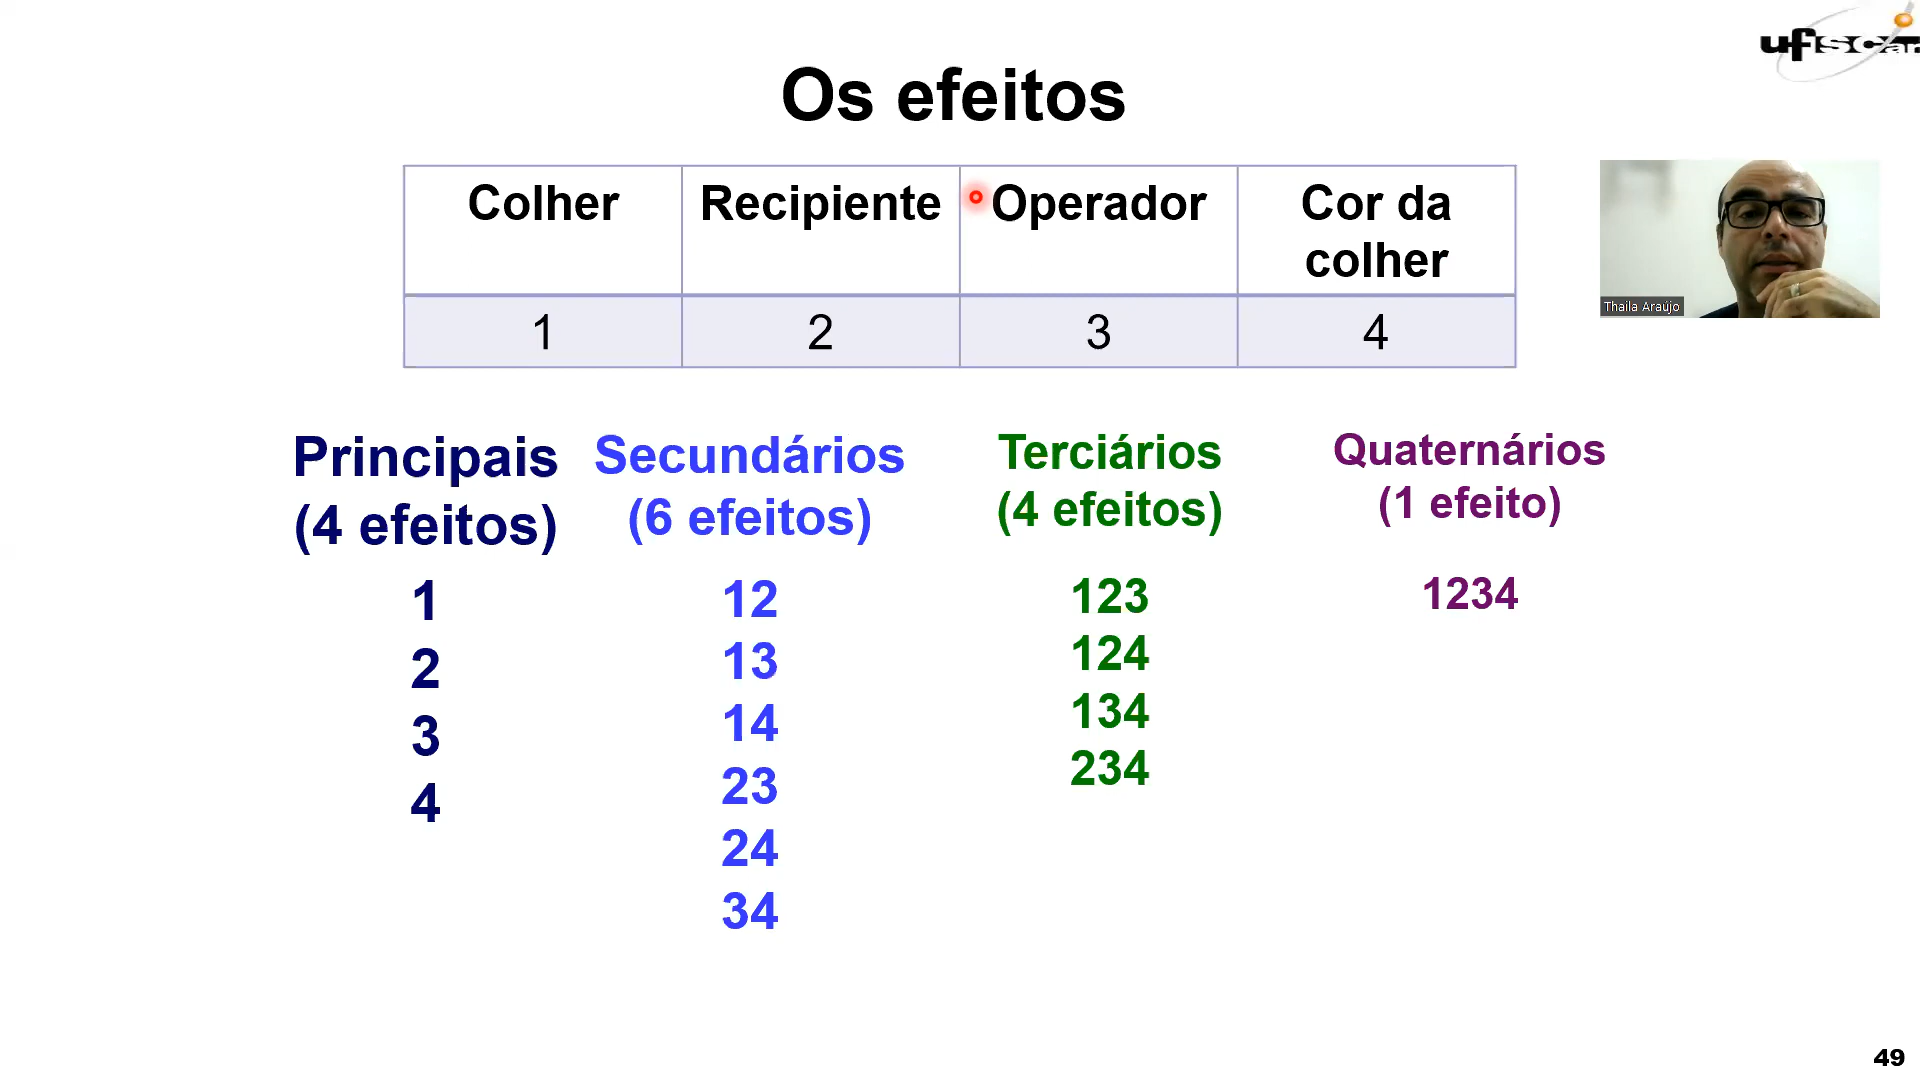 ufscar
Os efeitos
Colher Recipiente Operador Cor da
colher
1 2 3 4
Thaila Araújo
Principais
(4 efeitos)
1
2
3
4
Secundários
(6 efeitos)
12
13
14
23
24
34
Terciários
(4 efeitos)
123
124
134
234
Quaternários
(1 efeito)
1234
49